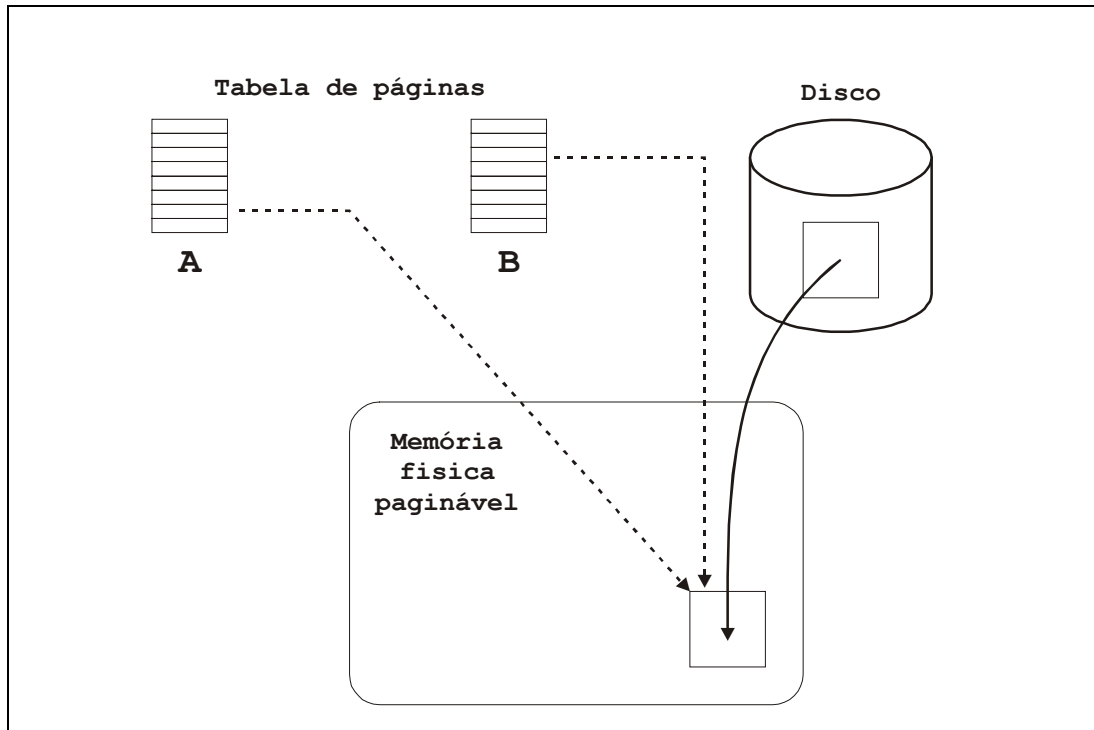 Tabela de páginas
Disco
A
B
Memória
fisica
paginável